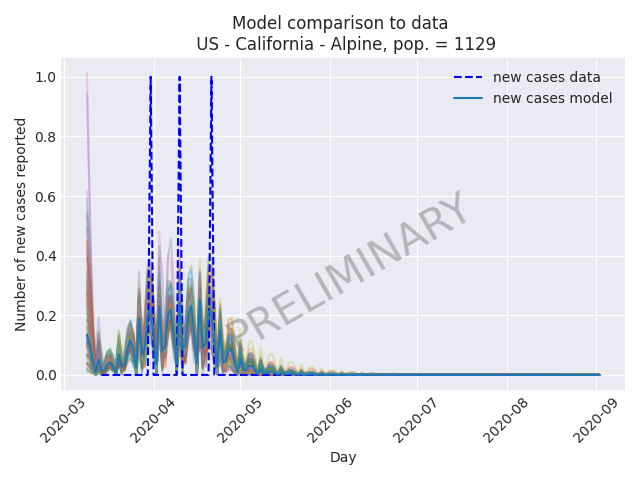 Model comparison to data
US - California - Alpine, pop. = 1129
new cases data
new cases model
PRELIMINARY
Number of new cases reported
1.0
0.8
0.6
0.4
0.2
0.0
2020-03
2020-04
2020-05
2020-06
2020-07
2020-08
2020-09
Day